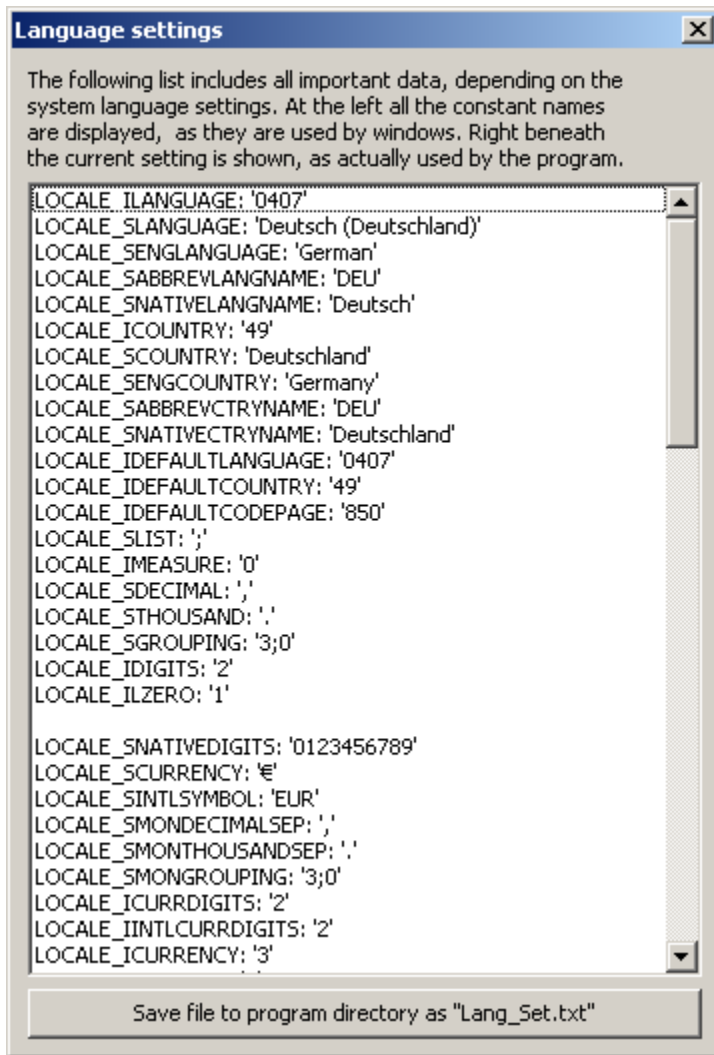 Language settings
The following list includes all important data, depending on the
system language settings. At the left all the constant names
are displayed,  as they are used by windows. Right beneath
the current setting is shown, as actually used by the program.
LOCALE_ILANGUAGE: '0407'
LOCALE_SLANGUAGE: 'Deutsch (Deutschland)'
LOCALE_SENGLANGUAGE: 'German'
LOCALE_SABBREVLANGNAME: 'DEU'
LOCALE_SNATIVELANGNAME: 'Deutsch'
LOCALE_ICOUNTRY: '49'
LOCALE_SCOUNTRY: 'Deutschland'
LOCALE_SENGCOUNTRY: 'Germany'
LOCALE_SABBREVCTRYNAME: 'DEU'
LOCALE_SNATIVECTRYNAME: 'Deutschland'
LOCALE_IDEFAULTLANGUAGE: '0407'
LOCALE_IDEFAULTCOUNTRY: '49'
LOCALE_IDEFAULTCODEPAGE: '850'
LOCALE_SLIST: ';'
LOCALE_IMEASURE: '0'
LOCALE_SDECIMAL: ','
LOCALE_STHOUSAND: '.'
LOCALE_SGROUPING: '3;0'
LOCALE_IDIGITS: '2'
LOCALE_ILZERO: '1'
LOCALE_SNATIVEDIGITS: '0123456789'
LOCALE_SCURRENCY: '€'
LOCALE_SINTLSYMBOL: 'EUR'
LOCALE_SMONDECIMALSEP: ','
LOCALE_SMONTHOUSANDSEP: '.'
LOCALE_SMONGROUPING: '3;0'
LOCALE_ICURRDIGITS: '2'
LOCALE_IINTLCURRDIGITS: '2'
LOCALE_ICURRENCY: '3'
Save file to program directory as "Lang_Set.txt"